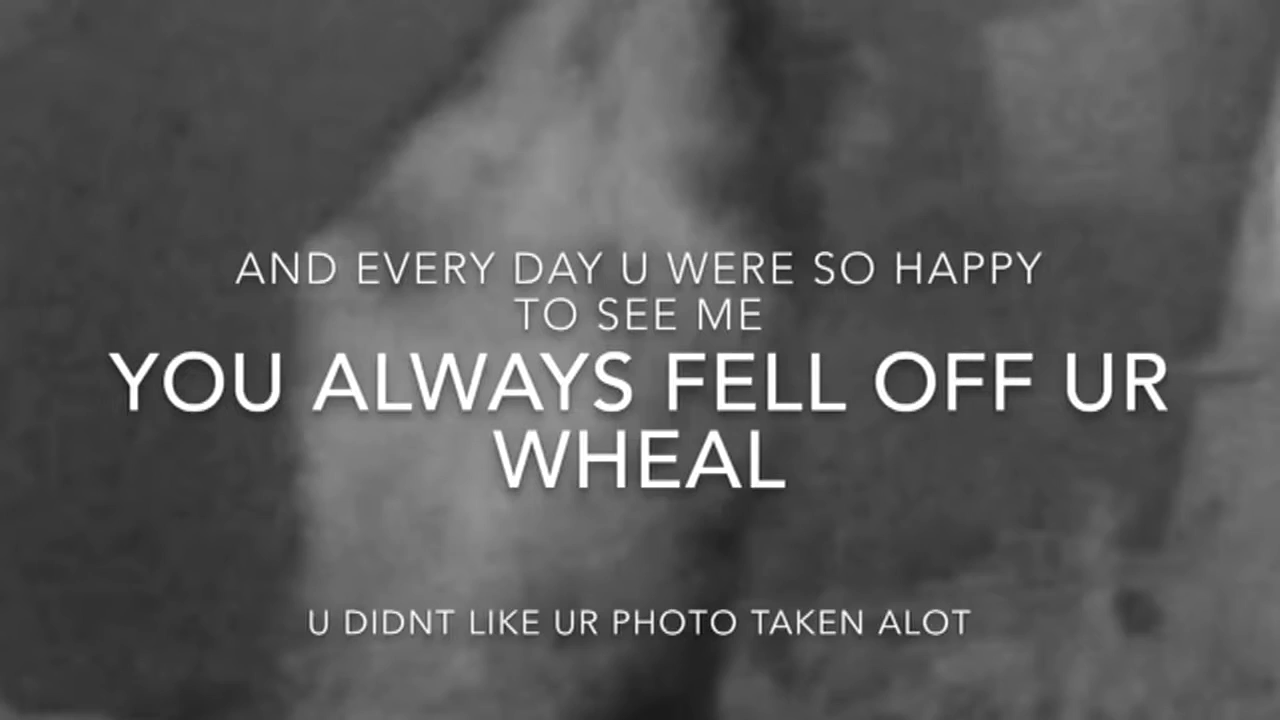 AND EVERY DAY U WERE SO HAPPY
TO SEE ME
YOU ALWAYS FELL OFF UR
WHEAL
U DIDNT LIKE UR PHOTO TAKEN ALOT